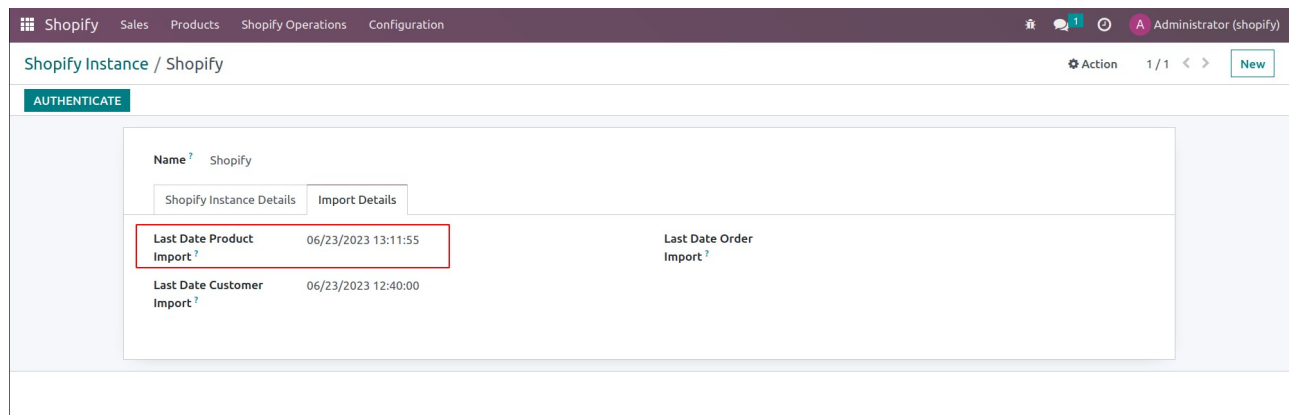 Shopify Sales Products Shopify Operations Configuration 1 A Administrator (shopify)
Shopify Instance / Shopify Action 1 / 1 < > New
AUTHENTICATE
Name ? Shopify
Shopify Instance Details Import Details
Last Date Product 06/23/2023 13:11:55 Last Date Order
Import ? Import ?
Last Date Customer 06/23/2023 12:40:00
Import ?